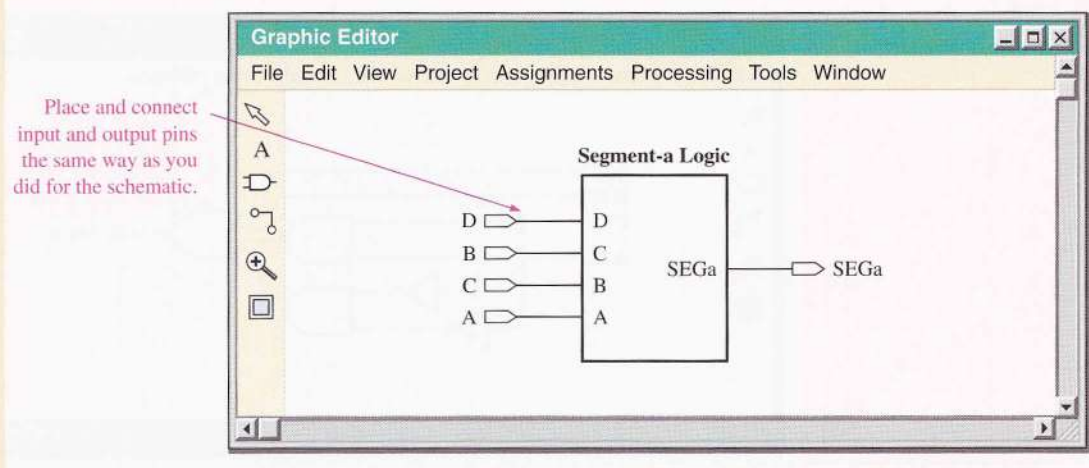 Graphic Editor
File Edit View Project Assignments Processing Tools Window
Place and connect
input and output pins
the same way as you
did for the schematic.
A
Segment-a Logic
D D
B C
SEGa SEGa
C B
A A